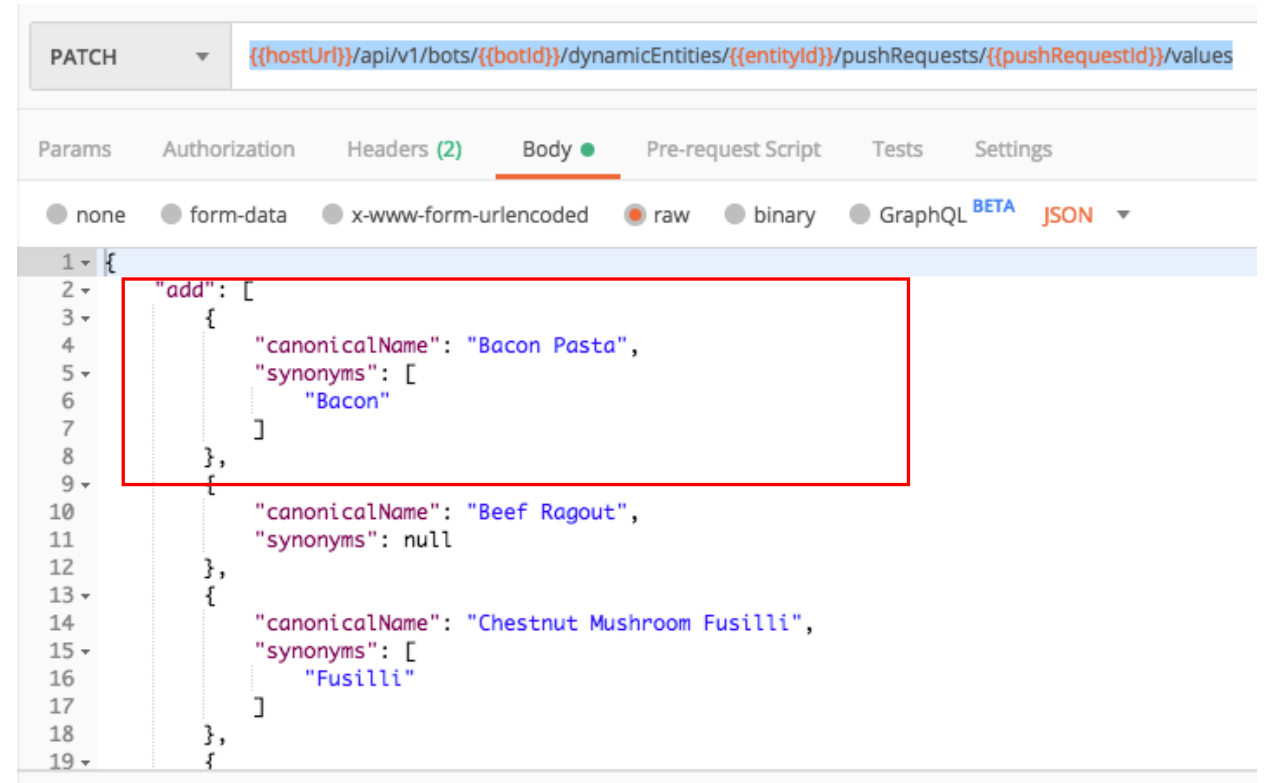 PATCH {{hostUrl}}/api/v1/bots/{{botId}}/dynamicEntities/{{entityId}}/pushRequests/{{pushRequestId}}/values
Params Authorization Headers (2) Body Pre-request Script Tests Settings
none form-data x-www-form-urlencoded raw binary GraphQL BETA JSON
1 {
2 "add": [
3 {
4 "canonicalName": "Bacon Pasta",
5 "synonyms": [
6 "Bacon"
7 ]
8 },
9 {
10 "canonicalName": "Beef Ragout",
11 "synonyms": null
12 },
13 {
14 "canonicalName": "Chestnut Mushroom Fusilli",
15 "synonyms": [
16 "Fusilli"
17 ]
18 },
19 {